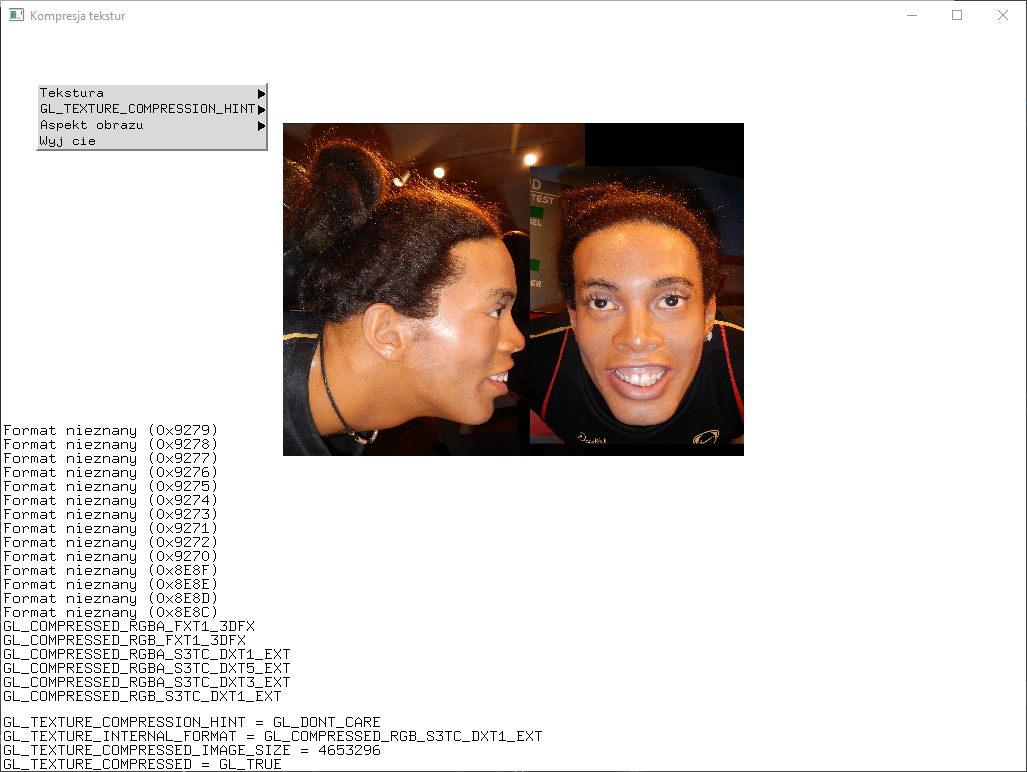 Kompresja tekstur
Tekstura
GL_TEXTURE_COMPRESSION_HINT
Aspekt obrazu
Wyj cie
D
TEST
EL
ER
Format nieznany (0x9279)
Format nieznany (0x9278)
Format nieznany (0x9277)
Format nieznany (0x9276)
Format nieznany (0x9275)
Format nieznany (0x9274)
Format nieznany (0x9273)
Format nieznany (0x9271)
Format nieznany (0x9272)
Format nieznany (0x9270)
Format nieznany (0x8E8F)
Format nieznany (0x8E8E)
Format nieznany (0x8E8D)
Format nieznany (0x8E8C)
GL_COMPRESSED_RGBA_FXT1_3DFX
GL_COMPRESSED_RGB_FXT1_3DFX
GL_COMPRESSED_RGBA_S3TC_DXT1_EXT
GL_COMPRESSED_RGBA_S3TC_DXT5_EXT
GL_COMPRESSED_RGBA_S3TC_DXT3_EXT
GL_COMPRESSED_RGB_S3TC_DXT1_EXT
GL_TEXTURE_COMPRESSION_HINT = GL_DONT_CARE
GL_TEXTURE_INTERNAL_FORMAT = GL_COMPRESSED_RGB_S3TC_DXT1_EXT
GL_TEXTURE_COMPRESSED_IMAGE_SIZE = 4653296
GL_TEXTURE_COMPRESSED = GL_TRUE